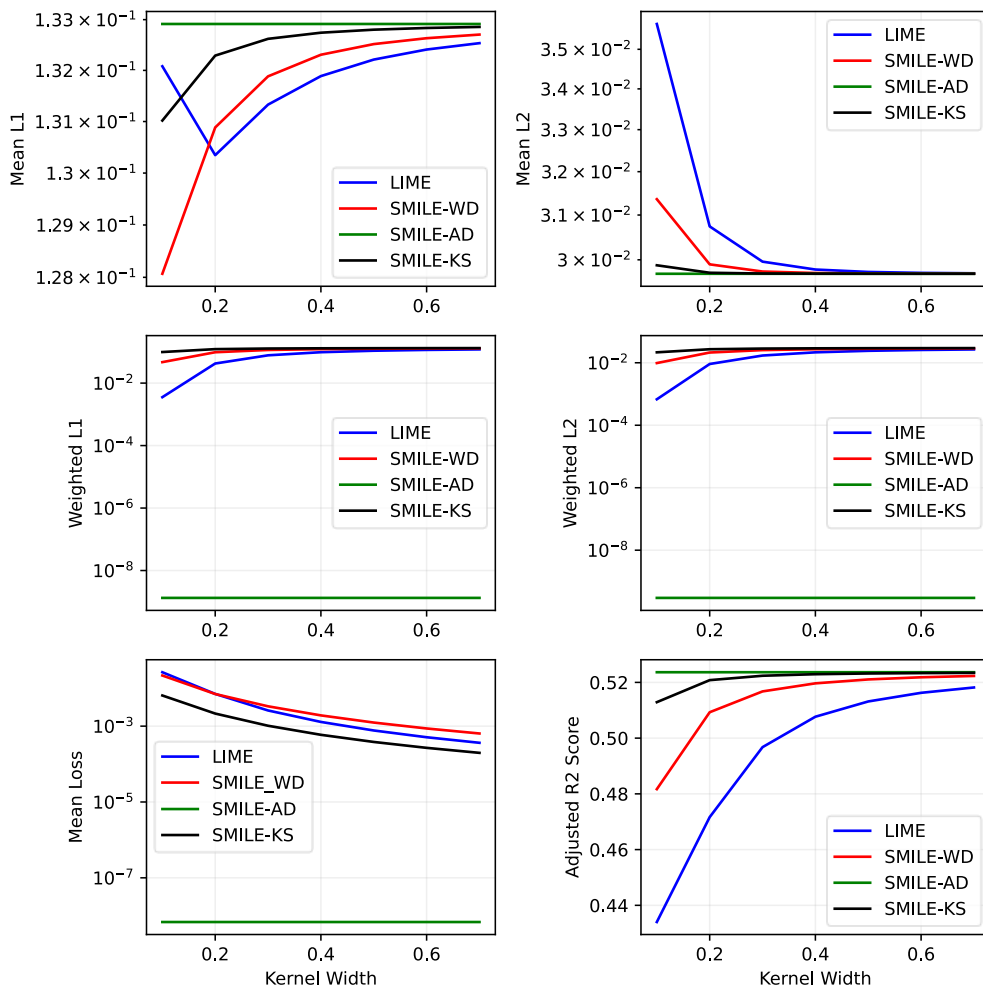 Mean L1
1.33 × 10⁻¹
1.32 × 10⁻¹
1.31 × 10⁻¹
1.3 × 10⁻¹
1.29 × 10⁻¹
1.28 × 10⁻¹
LIME
SMILE-WD
SMILE-AD
SMILE-KS
0.2 0.4 0.6
Mean L2
3.5 × 10⁻²
3.4 × 10⁻²
3.3 × 10⁻²
3.2 × 10⁻²
3.1 × 10⁻²
3 × 10⁻²
LIME
SMILE-WD
SMILE-AD
SMILE-KS
0.2 0.4 0.6
Weighted L1
10⁻²
10⁻⁴
10⁻⁶
10⁻⁸
LIME
SMILE-WD
SMILE-AD
SMILE-KS
0.2 0.4 0.6
Weighted L2
10⁻²
10⁻⁴
10⁻⁶
10⁻⁸
LIME
SMILE-WD
SMILE-AD
SMILE-KS
0.2 0.4 0.6
Mean Loss
10⁻³
10⁻⁵
10⁻⁷
LIME
SMILE_WD
SMILE-AD
SMILE-KS
0.2 0.4 0.6
Kernel Width
Adjusted R2 Score
0.52
0.50
0.48
0.46
0.44
LIME
SMILE-WD
SMILE-AD
SMILE-KS
0.2 0.4 0.6
Kernel Width